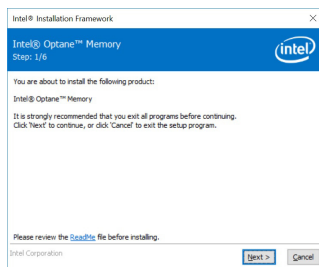 Intel® Installation Framework
Intel® Optane™ Memory
Step: 1/6
intel
You are about to install the following product:
Intel® Optane™ Memory
It is strongly recommended that you exit all programs before continuing.
Click 'Next' to continue, or click 'Cancel' to exit the setup program.
Please review the ReadMe file before installing.
Intel Corporation
Next >
Cancel